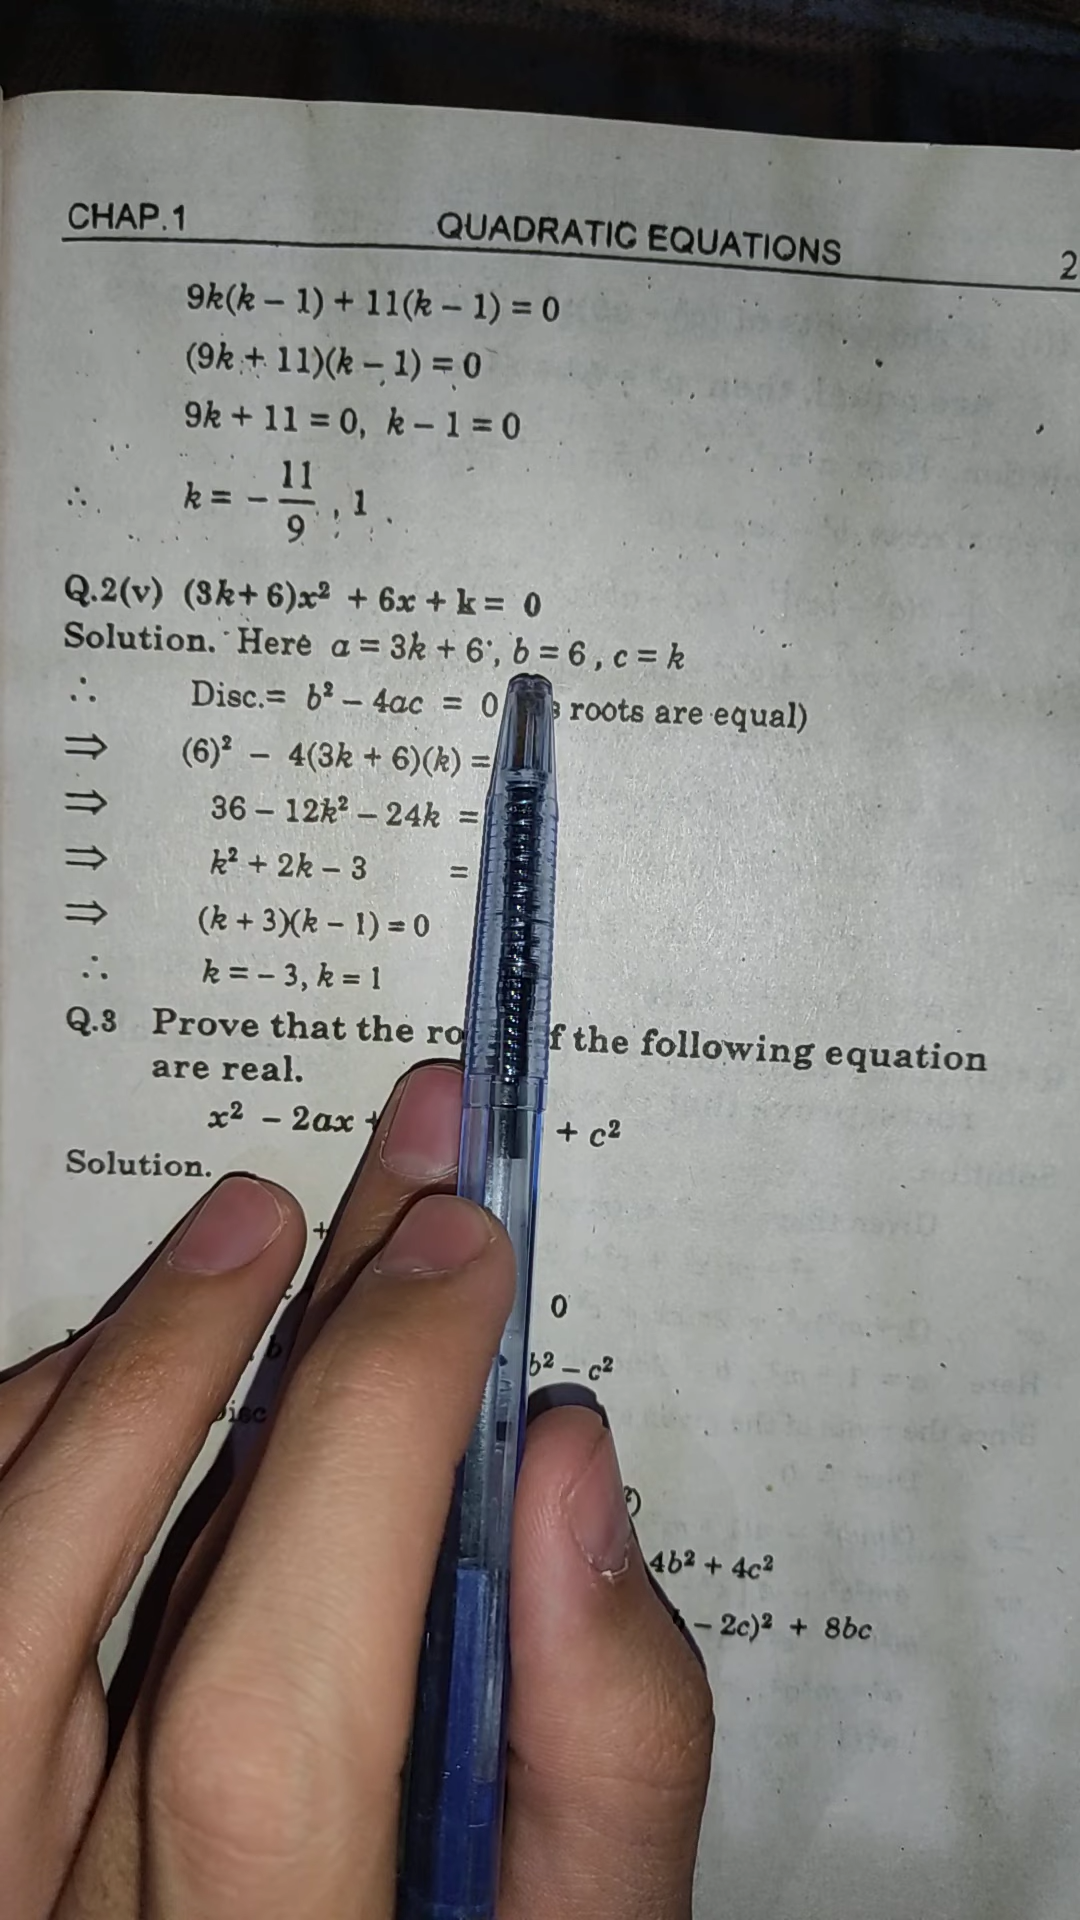 CHAP.1 QUADRATIC EQUATIONS 2
9k(k – 1) + 11(k – 1) = 0
(9k + 11)(k – 1) = 0
9k + 11 = 0, k – 1 = 0
∴ k = – 11/9 , 1
Q.2(v) (3k+ 6)x² + 6x + k = 0
Solution. Here a = 3k + 6 , b = 6 , c = k
∴ Disc.= b² – 4ac = 0 roots are equal)
⇒ (6)² – 4(3k + 6)(k) =
⇒ 36 – 12k² – 24k =
⇒ k² + 2k – 3 =
⇒ (k + 3)(k – 1) = 0
∴ k = – 3, k = 1
Q.3 Prove that the the following equation
are real.
x² – 2ax + + c²
Solution.
+
0
b² – c²
Disc
²)
4b² + 4c²
– 2c)² + 8bc